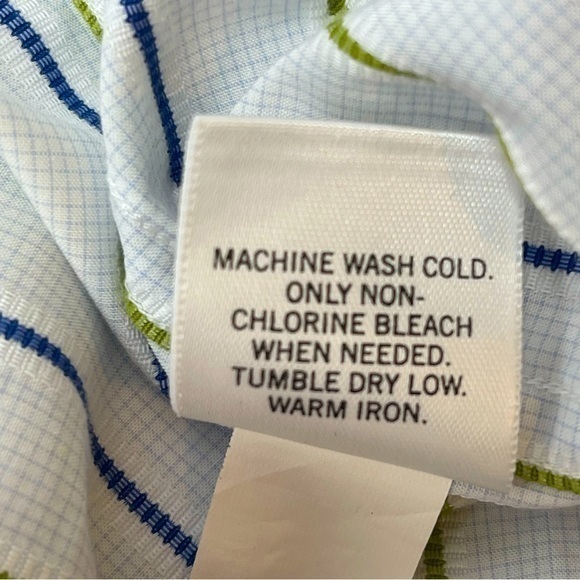 MACHINE WASH COLD.
ONLY NON-
CHLORINE BLEACH
WHEN NEEDED.
TUMBLE DRY LOW.
WARM IRON.